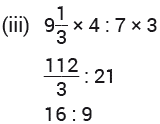 (iii) 9 1/3 × 4 : 7 × 3
112/3 : 21
16 : 9